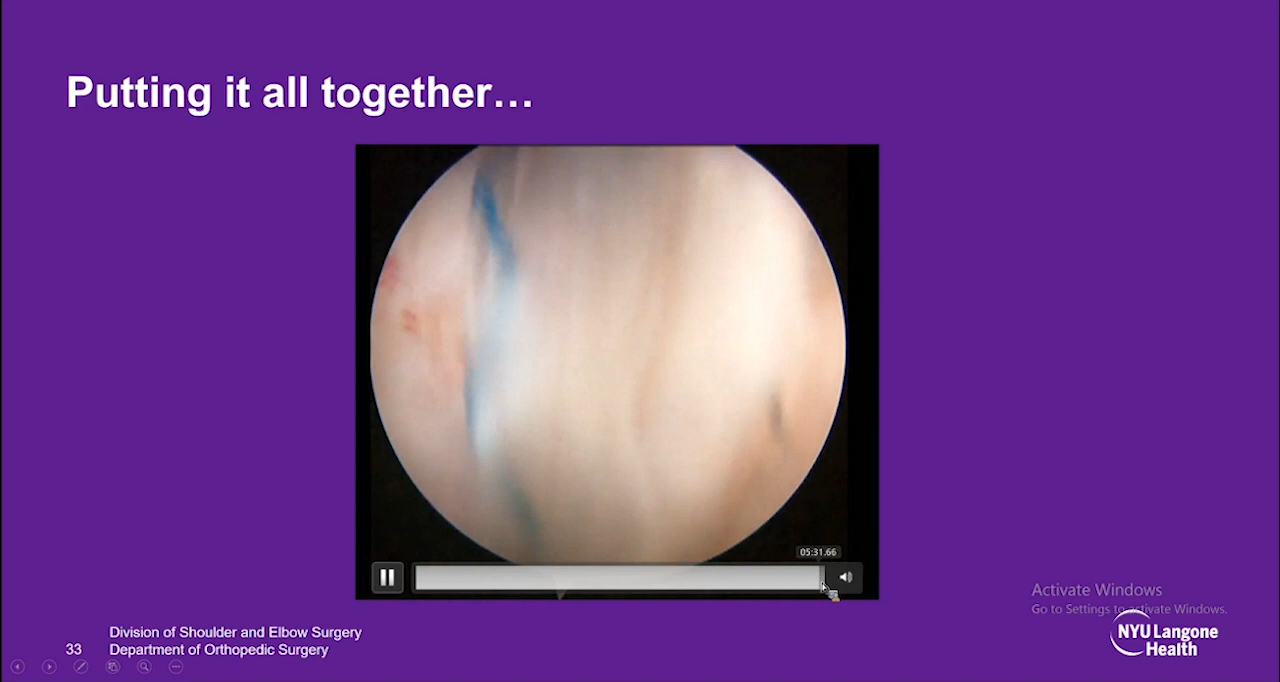 Putting it all together…
05:31.66
Activate Windows
Go to Settings to activate Windows.
Division of Shoulder and Elbow Surgery
33
Department of Orthopedic Surgery
NYU Langone
Health